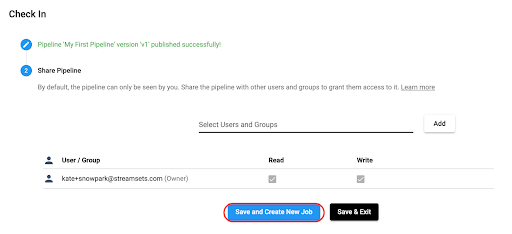 Check In
Pipeline 'My First Pipeline' version 'v1' published successfully!
2 Share Pipeline
By default, the pipeline can only be seen by you. Share the pipeline with other users and groups to grant them access to it. Learn more
Select Users and Groups Add
User / Group Read Write
kate+snowpark@streamsets.com (Owner)
Save and Create New Job Save & Exit